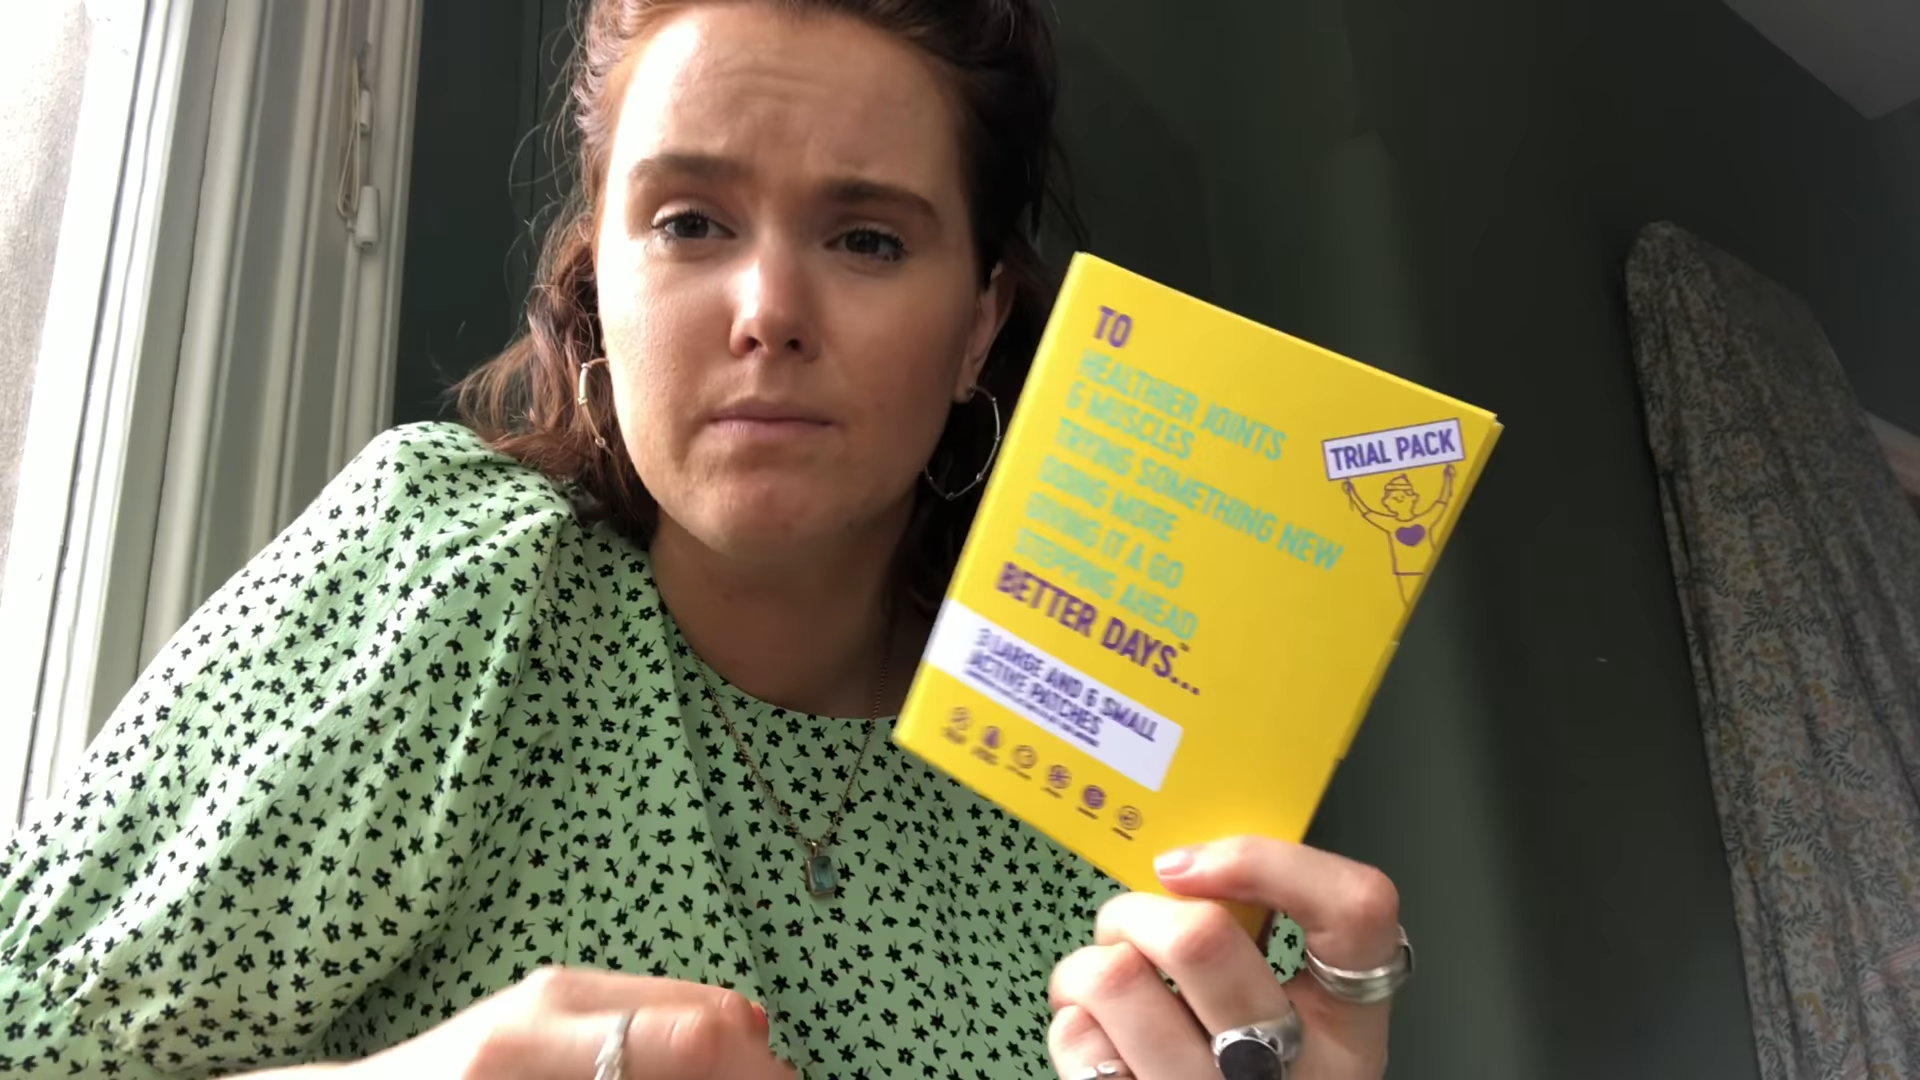 TO
HEALTHIER JOINTS
& MUSCLES
TRYING SOMETHING NEW
DOING MORE
GIVING IT A GO
STEPPING AHEAD
BETTER DAYS™...
TRIAL PACK
3 LARGE AND 6 SMALL
ACTIVE PATCHES